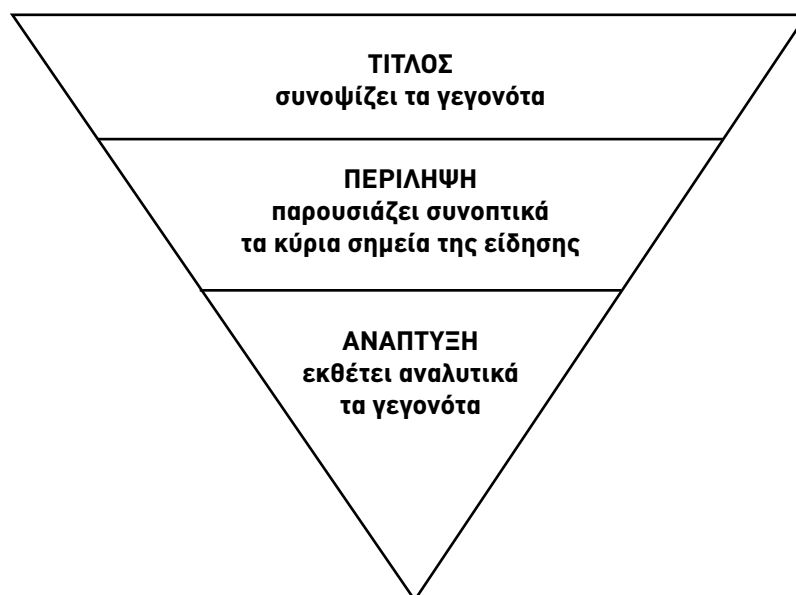 ΤΙΤΛΟΣ
συνοψίζει τα γεγονότα
ΠΕΡΙΛΗΨΗ
παρουσιάζει συνοπτικά
τα κύρια σημεία της είδησης
ΑΝΑΠΤΥΞΗ
εκθέτει αναλυτικά
τα γεγονότα